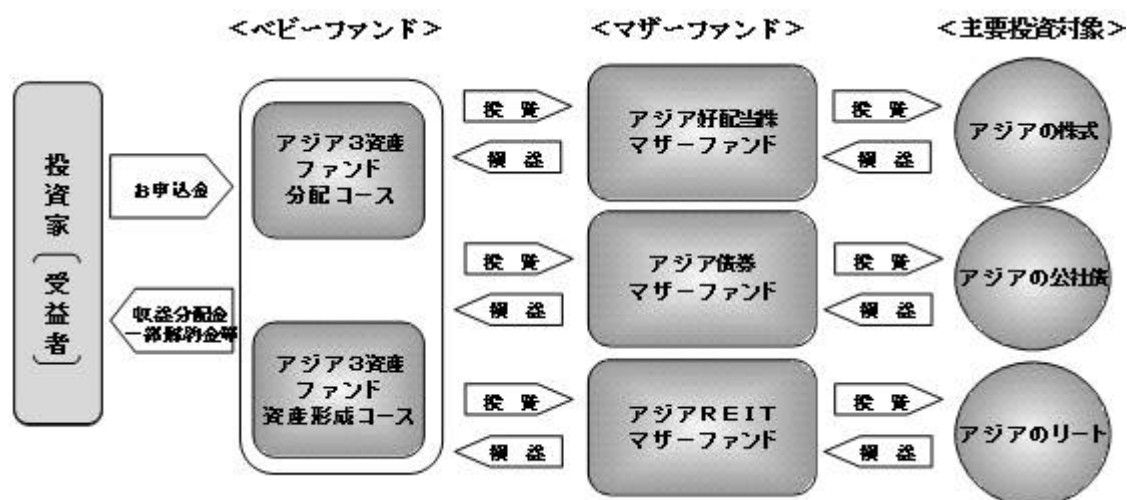 ＜ベビーファンド＞
＜マザーファンド＞
＜主要投資対象＞
投資家
（受益者）
お申込金
収益分配金
一部解約金等
アジア３資産
ファンド
分配コース
アジア３資産
ファンド
資産形成コース
投資
損益
投資
損益
投資
損益
アジア好配当株
マザーファンド
アジア債券
マザーファンド
アジアＲＥＩＴ
マザーファンド
投資
損益
投資
損益
投資
損益
アジアの株式
アジアの公社債
アジアのリート